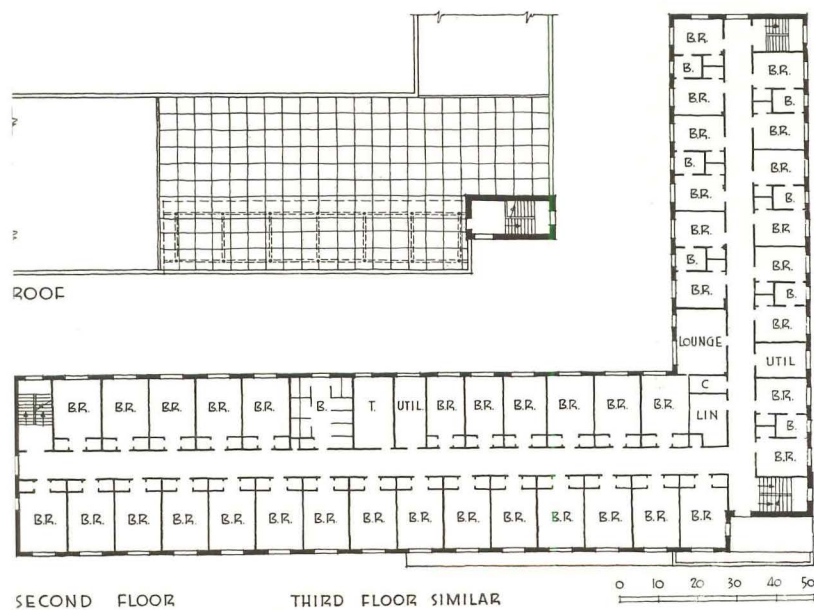 B.R.
B. B.R.
B.R. B.
B.R. B.R.
B. B.R.
B.R. B.
B.R. B.R.
B. B.R.
B.R. B.
ROOF
B.R.
LOUNGE
UTIL
C
B.R.
B.R. B.R. B.R. B.R. B.R. B. T. UTIL B.R. B.R. B.R. B.R. B.R. B.R. LIN
B.
B.R.
B.R. B.R. B.R. B.R. B.R. B.R. B.R. B.R. B.R. B.R. B.R. B.R. B.R. B.R. B.R.
SECOND FLOOR THIRD FLOOR SIMILAR
0 10 20 30 40 50